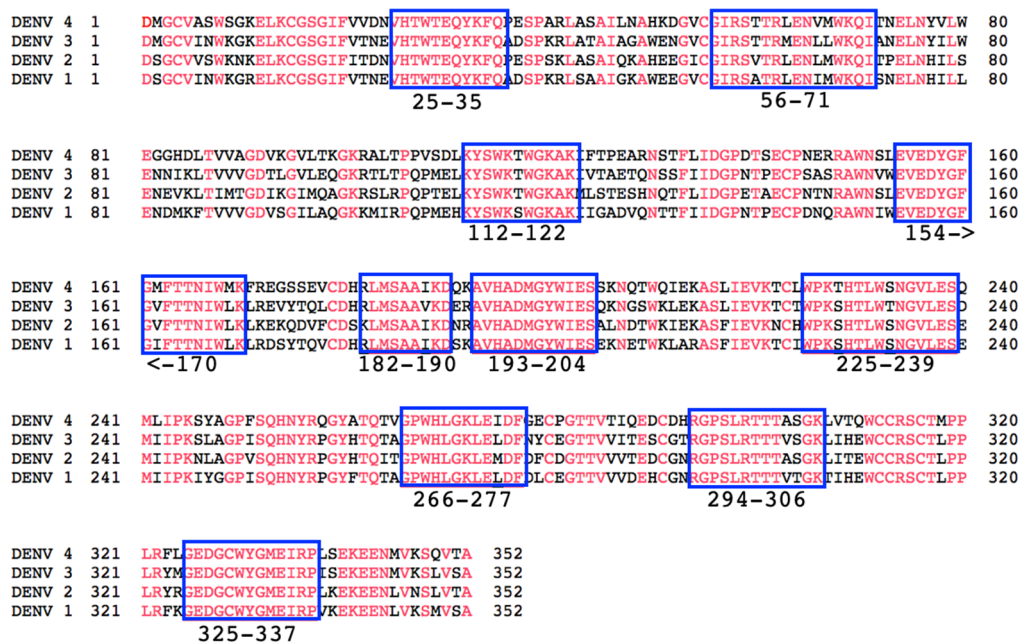 DENV 4 1 DMGCVASWSGKELKCGSGIFVVDNVHTWTEQYKFQPESPARLASAILNAHKDGVCGIRSTTRLENVMWKQITNELNYVLW 80
DENV 3 1 DMGCVINWKGKELKCGSGIFVTNEVHTWTEQYKFQADSPKRLATAIAGAWENGVCGIRSTTRMENLLWKQIANELNYILW 80
DENV 2 1 DSGCVVSWKNKELKCGSGIFITDNVHTWTEQYKFQPESPSKLASAIQKAHEEGICGIRSVTRLENLMWKQITPELNHILS 80
DENV 1 1 DSGCVINWKGRELKCGSGIFVTNEVHTWTEQYKFQADSPKRLSAAIGKAWEEGVCGIRSATRLENIMWKQISNELNHILL 80
25-35 56-71
DENV 4 81 EGGHDLTVVAGDVKGVLTKGKRALTPPVSDLKYSWKTWGKAKIFTPEARNSTFLIDGPDTSECPNERRAWNSLEVEDYGF 160
DENV 3 81 ENNIKLTVVVGDTLGVLEQGKRTLTPQPMELKYSWKTWGKAKIVTAETQNSSFIIDGPNTPECPSASRAWNVWEVEDYGF 160
DENV 2 81 ENEVKLTIMTGDIKGIMQAGKRSLRPQPTELKYSWKTWGKAKMLSTESHNQTFLIDGPETAECPNTNRAWNSLEVEDYGF 160
DENV 1 81 ENDMKFTVVVGDVSGILAQGKKMIRPQPMEHKYSWKSWGKAKIIGADVQNTTFIIDGPNTPECPDNQRAWNIWEVEDYGF 160
112-122 154->
DENV 4 161 GMFTTNIWMKFREGSSEVCDHRLMSAAIKDQKAVHADMGYWIESSKNQTWQIEKASLIEVKTCLWPKTHTLWSNGVLESQ 240
DENV 3 161 GVFTTNIWLKLREVYTQLCDHRLMSAAVKDERAVHADMGYWIESQKNGSWKLEKASLIEVKTCTWPKSHTLWSNGVLESD 240
DENV 2 161 GVFTTNIWLKLKEKQDVFCDSKLMSAAIKDNRAVHADMGYWIESALNDTWKIEKASFIEVKNCHWPKSHTLWSNGVLESE 240
DENV 1 161 GIFTTNIWLKLRDSYTQVCDHRLMSAAIKDSKAVHADMGYWIESEKNETWKLARASFIEVKTCIWPKSHTLWSNGVLESE 240
<-170 182-190 193-204 225-239
DENV 4 241 MLIPKSYAGPFSQHNYRQGYATQTVGPWHLGKLEIDFGECPGTTVTIQEDCDHRGPSLRTTTASGKLVTQWCCRSCTMPP 320
DENV 3 241 MIIPKSLAGPISQHNYRPGYHTQTAGPWHLGKLELDFNYCEGTTVVITESCGTRGPSLRTTTVSGKLIHEWCCRSCTLPP 320
DENV 2 241 MIIPKNLAGPVSQHNYRPGYHTQITGPWHLGKLEMDFDFCDGTTVVVTEDCGNRGPSLRTTTASGKLITEWCCRSCTLPP 320
DENV 1 241 MIIPKIYGGPISQHNYRPGYFTQTAGPWHLGKLELDFDLCEGTTVVVDEHCGNRGPSLRTTTVTGKTIHEWCCRSCTLPP 320
266-277 294-306
DENV 4 321 LRFLGEDGCWYGMEIRPLSEKEENMVKSQVTA 352
DENV 3 321 LRYMGEDGCWYGMEIRPISEKEENMVKSLVSA 352
DENV 2 321 LRYRGEDGCWYGMEIRPLKEKEENLVNSLVTA 352
DENV 1 321 LRFKGEDGCWYGMEIRPVKEKEENLVKSMVSA 352
325-337